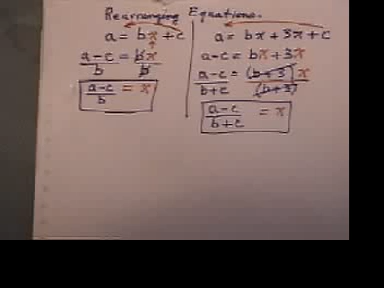 Rearranging Equations.
a = bx + c
a-c = bx
b b
a-c / b = x
a = bx + 3x + c
a-c = bx + 3x
a-c = (b+3) x
b+c (b+3)
a-c / b+c = x